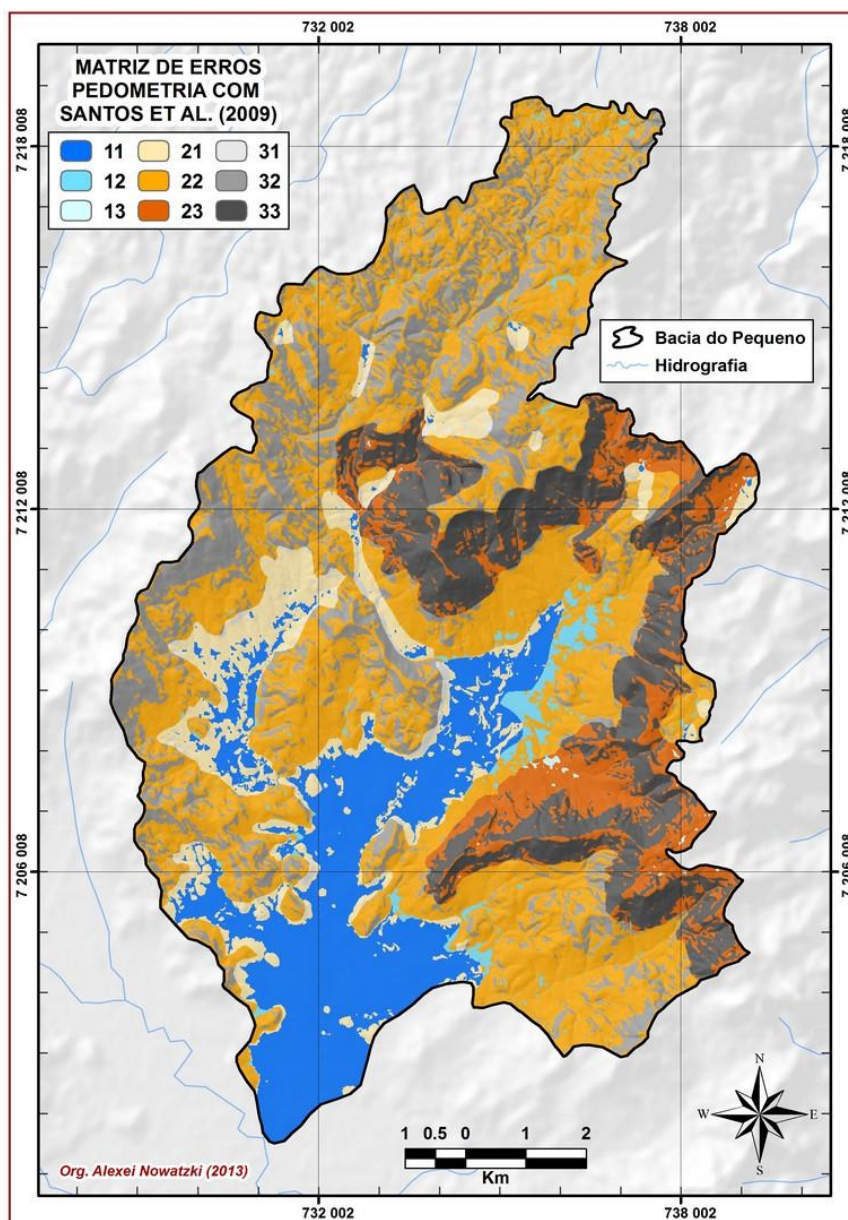 732 002
738 002
MATRIZ DE ERROS
PEDOMETRIA COM
SANTOS ET AL. (2009)
11 21 31
12 22 32
13 23 33
7 218 008
7 218 008
Bacia do Pequeno
Hidrografia
7 212 008
7 212 008
7 206 008
7 206 008
N
W E
S
1 0.5 0 1 2
Km
Org. Alexei Nowatzki (2013)
732 002
738 002